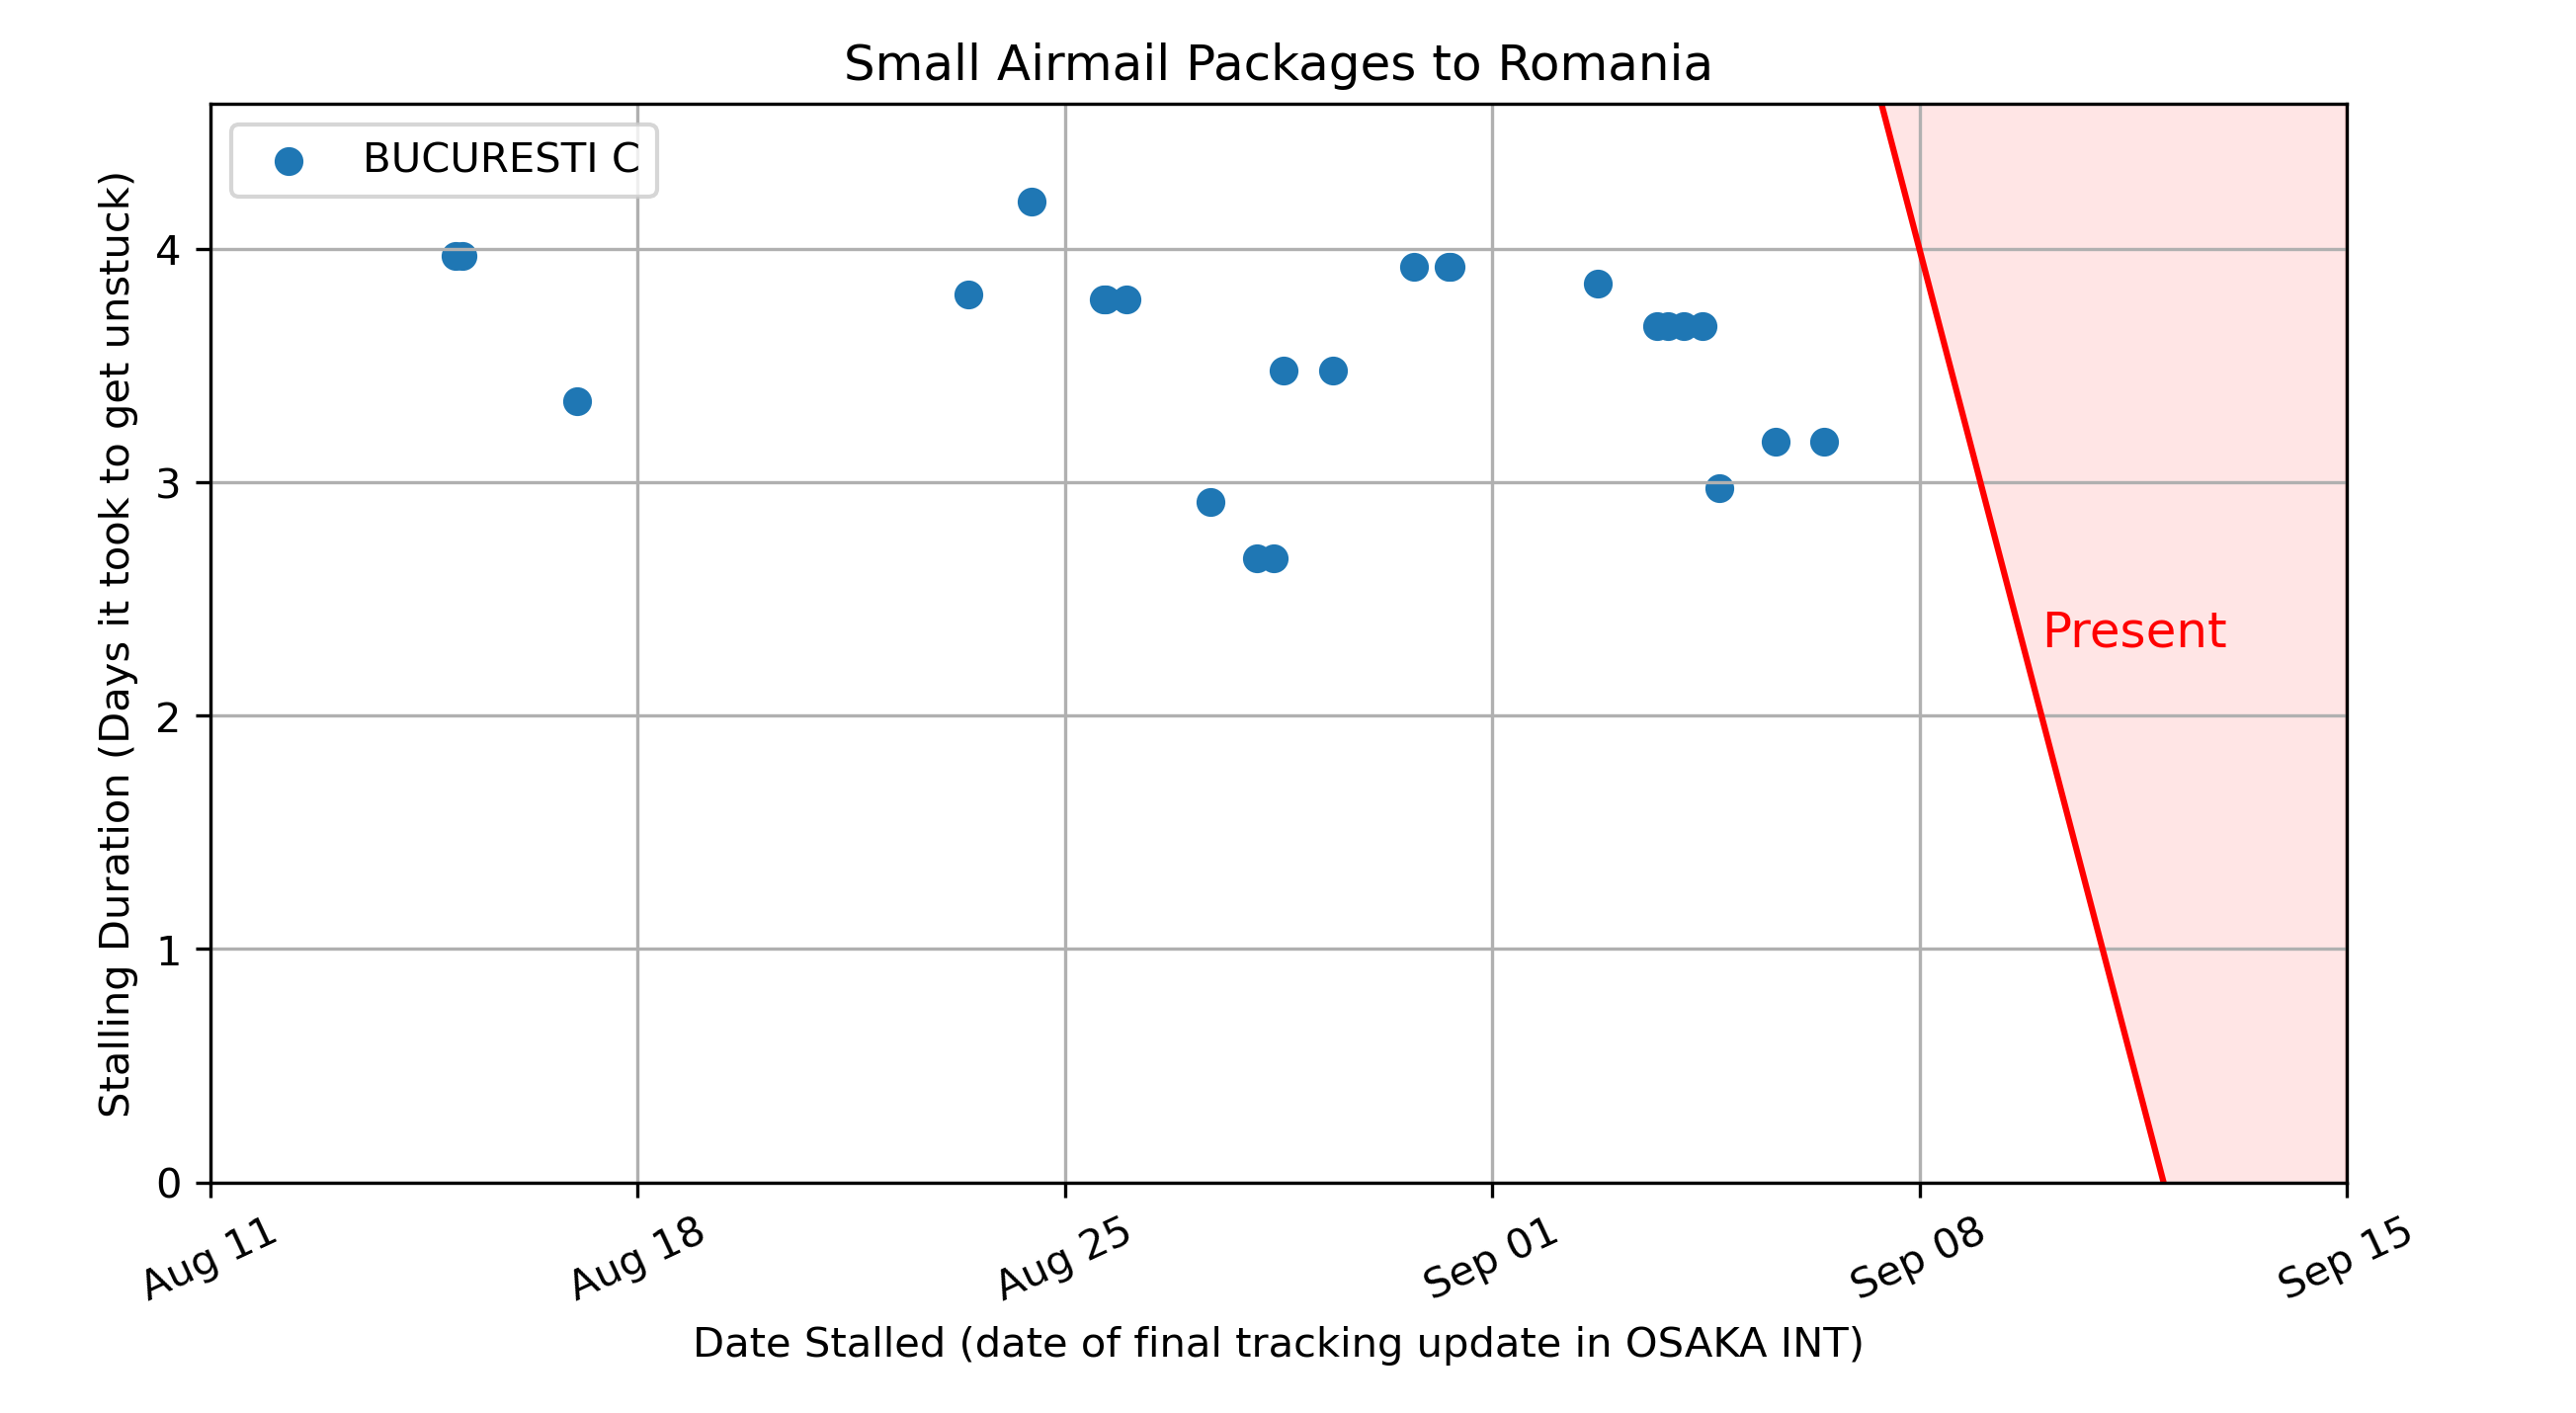 Small Airmail Packages to Romania
BUCURESTI C
Stalling Duration (Days it took to get unstuck)
4
3
2
1
0
Present
Aug 11
Aug 18
Aug 25
Sep 01
Sep 08
Sep 15
Date Stalled (date of final tracking update in OSAKA INT)